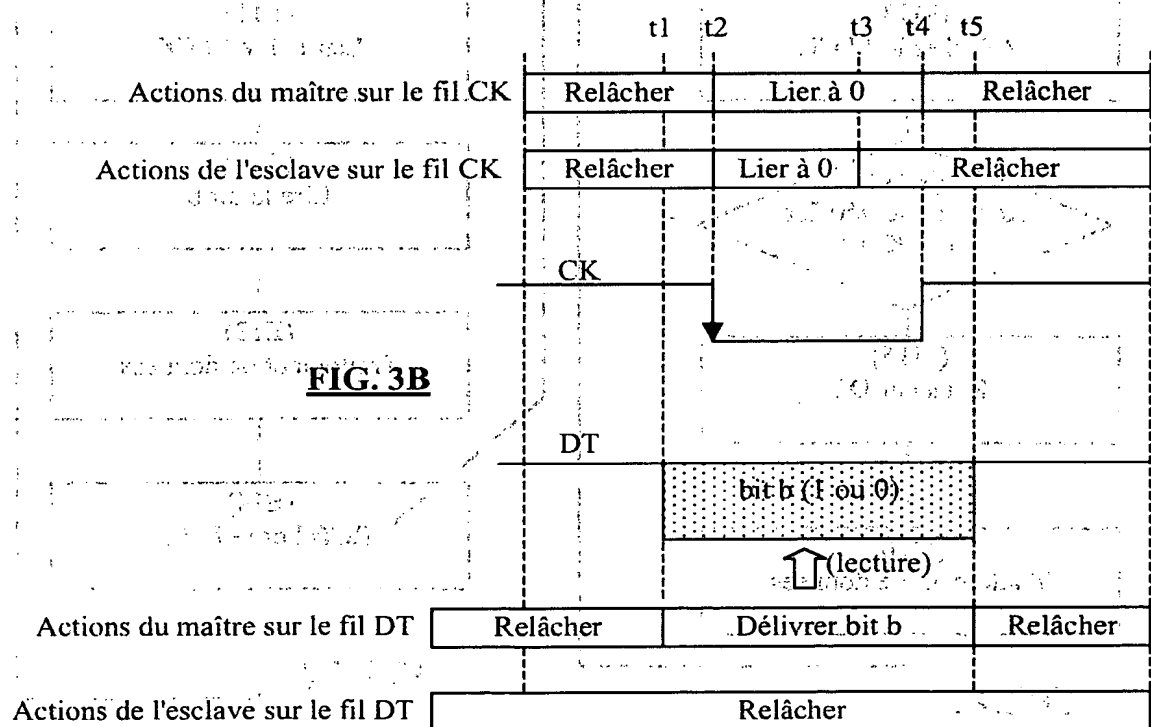 t1 t2 t3 t4 t5
Actions du maître sur le fil CK Relâcher Lier à 0 Relâcher
Actions de l'esclave sur le fil CK Relâcher Lier à 0 Relâcher
CK
FIG. 3B
DT
bit b (1 ou 0)
(lecture)
Actions du maître sur le fil DT Relâcher Délivrer bit b Relâcher
Actions de l'esclave sur le fil DT Relâcher